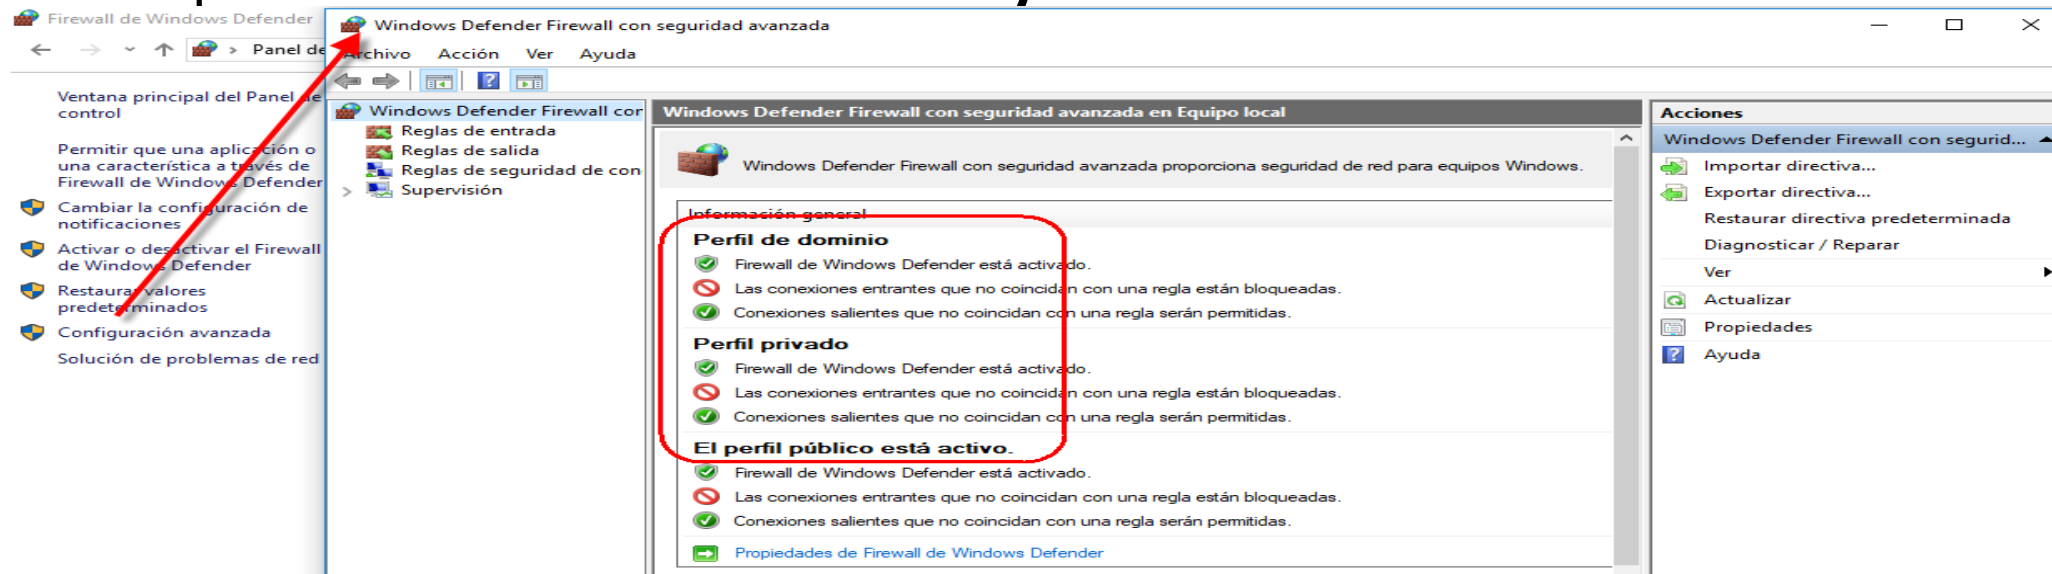 Firewall de Windows Defender
Panel de
Ventana principal del Panel de
control
Permitir que una aplicación o
una característica a través de
Firewall de Windows Defender
Cambiar la configuración de
notificaciones
Activar o desactivar el Firewall
de Windows Defender
Restaurar valores
predeterminados
Configuración avanzada
Solución de problemas de red
Windows Defender Firewall con seguridad avanzada
Archivo Acción Ver Ayuda
Windows Defender Firewall con
Reglas de entrada
Reglas de salida
Reglas de seguridad de con
Supervisión
Windows Defender Firewall con seguridad avanzada en Equipo local
Windows Defender Firewall con seguridad avanzada proporciona seguridad de red para equipos Windows.
Información general
Perfil de dominio
Firewall de Windows Defender está activado.
Las conexiones entrantes que no coincidan con una regla están bloqueadas.
Conexiones salientes que no coincidan con una regla serán permitidas.
Perfil privado
Firewall de Windows Defender está activado.
Las conexiones entrantes que no coincidan con una regla están bloqueadas.
Conexiones salientes que no coincidan con una regla serán permitidas.
El perfil público está activo.
Firewall de Windows Defender está activado.
Las conexiones entrantes que no coincidan con una regla están bloqueadas.
Conexiones salientes que no coincidan con una regla serán permitidas.
Propiedades de Firewall de Windows Defender
Acciones
Windows Defender Firewall con segurid...
Importar directiva...
Exportar directiva...
Restaurar directiva predeterminada
Diagnosticar / Reparar
Ver
Actualizar
Propiedades
Ayuda